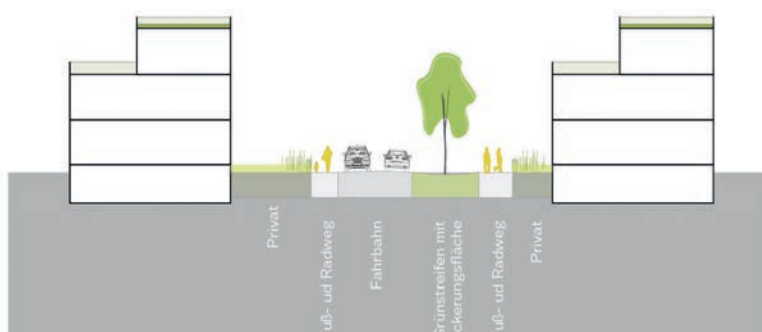 Privat
uß- ud Radweg
Fahrbahn
Grünstreifen mit
ckerungsfläche
uß- ud Radweg
Privat